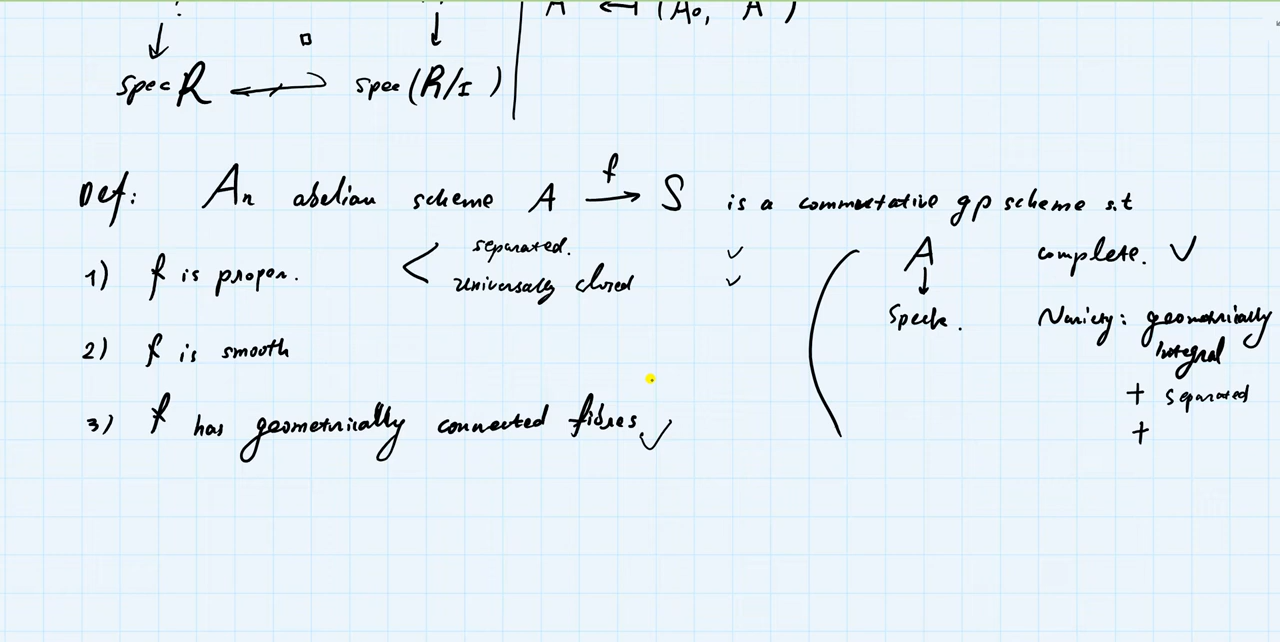 A ← (A₀, A )
spec R ← spec (R/I)
Def: An abelian scheme A →f S is a commutative gp scheme s.t
1) f is proper. < separated. ✓
universally closed ✓
2) f is smooth
3) f has geometrically connected fibres ✓
A complete. ✓
↓
Spec k. Variety: geometrically
integral
+ separated
+